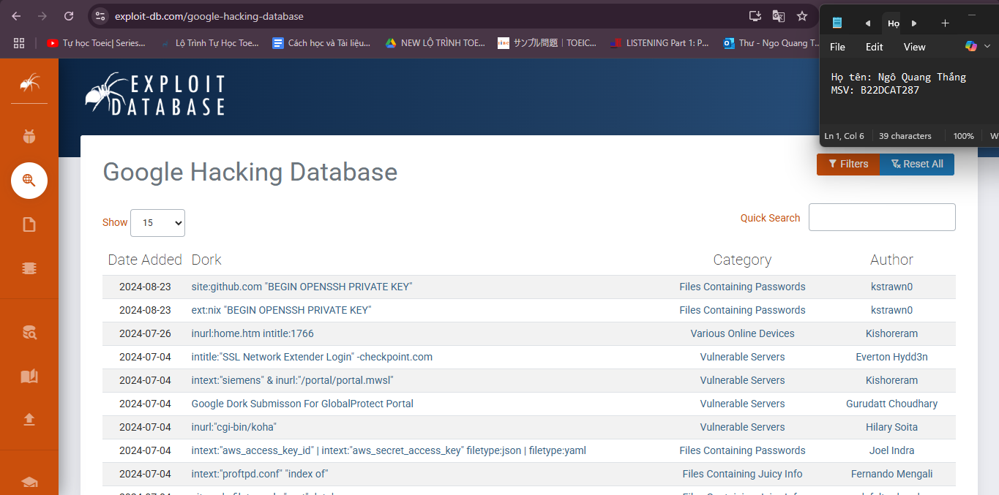 exploit-db.com/google-hacking-database
Tự học Toeic| Series...
Lộ Trình Tự Học Toe...
Cách học và Tài liệu...
NEW LỘ TRÌNH TOE...
サンプル問題｜TOEIC...
LISTENING Part 1: P...
Thư - Ngo Quang T...
Họ
File Edit View
Họ tên: Ngô Quang Thắng
MSV: B22DCAT287
Ln 1, Col 6 39 characters 100% W
EXPLOIT
DATABASE
Google Hacking Database
Filters Reset All
Show 15 Quick Search
Date Added Dork Category Author
2024-08-23 site:github.com "BEGIN OPENSSH PRIVATE KEY" Files Containing Passwords kstrawn0
2024-08-23 ext:nix "BEGIN OPENSSH PRIVATE KEY" Files Containing Passwords kstrawn0
2024-07-26 inurl:home.htm intitle:1766 Various Online Devices Kishoreram
2024-07-04 intitle:"SSL Network Extender Login" -checkpoint.com Vulnerable Servers Everton Hydd3n
2024-07-04 intext:"siemens" & inurl:"/portal/portal.mwsl" Vulnerable Servers Kishoreram
2024-07-04 Google Dork Submisson For GlobalProtect Portal Vulnerable Servers Gurudatt Choudhary
2024-07-04 inurl:"cgi-bin/koha" Vulnerable Servers Hilary Soita
2024-07-04 intext:"aws_access_key_id" | intext:"aws_secret_access_key" filetype:json | filetype:yaml Files Containing Passwords Joel Indra
2024-07-04 intext:"proftpd.conf" "index of" Files Containing Juicy Info Fernando Mengali